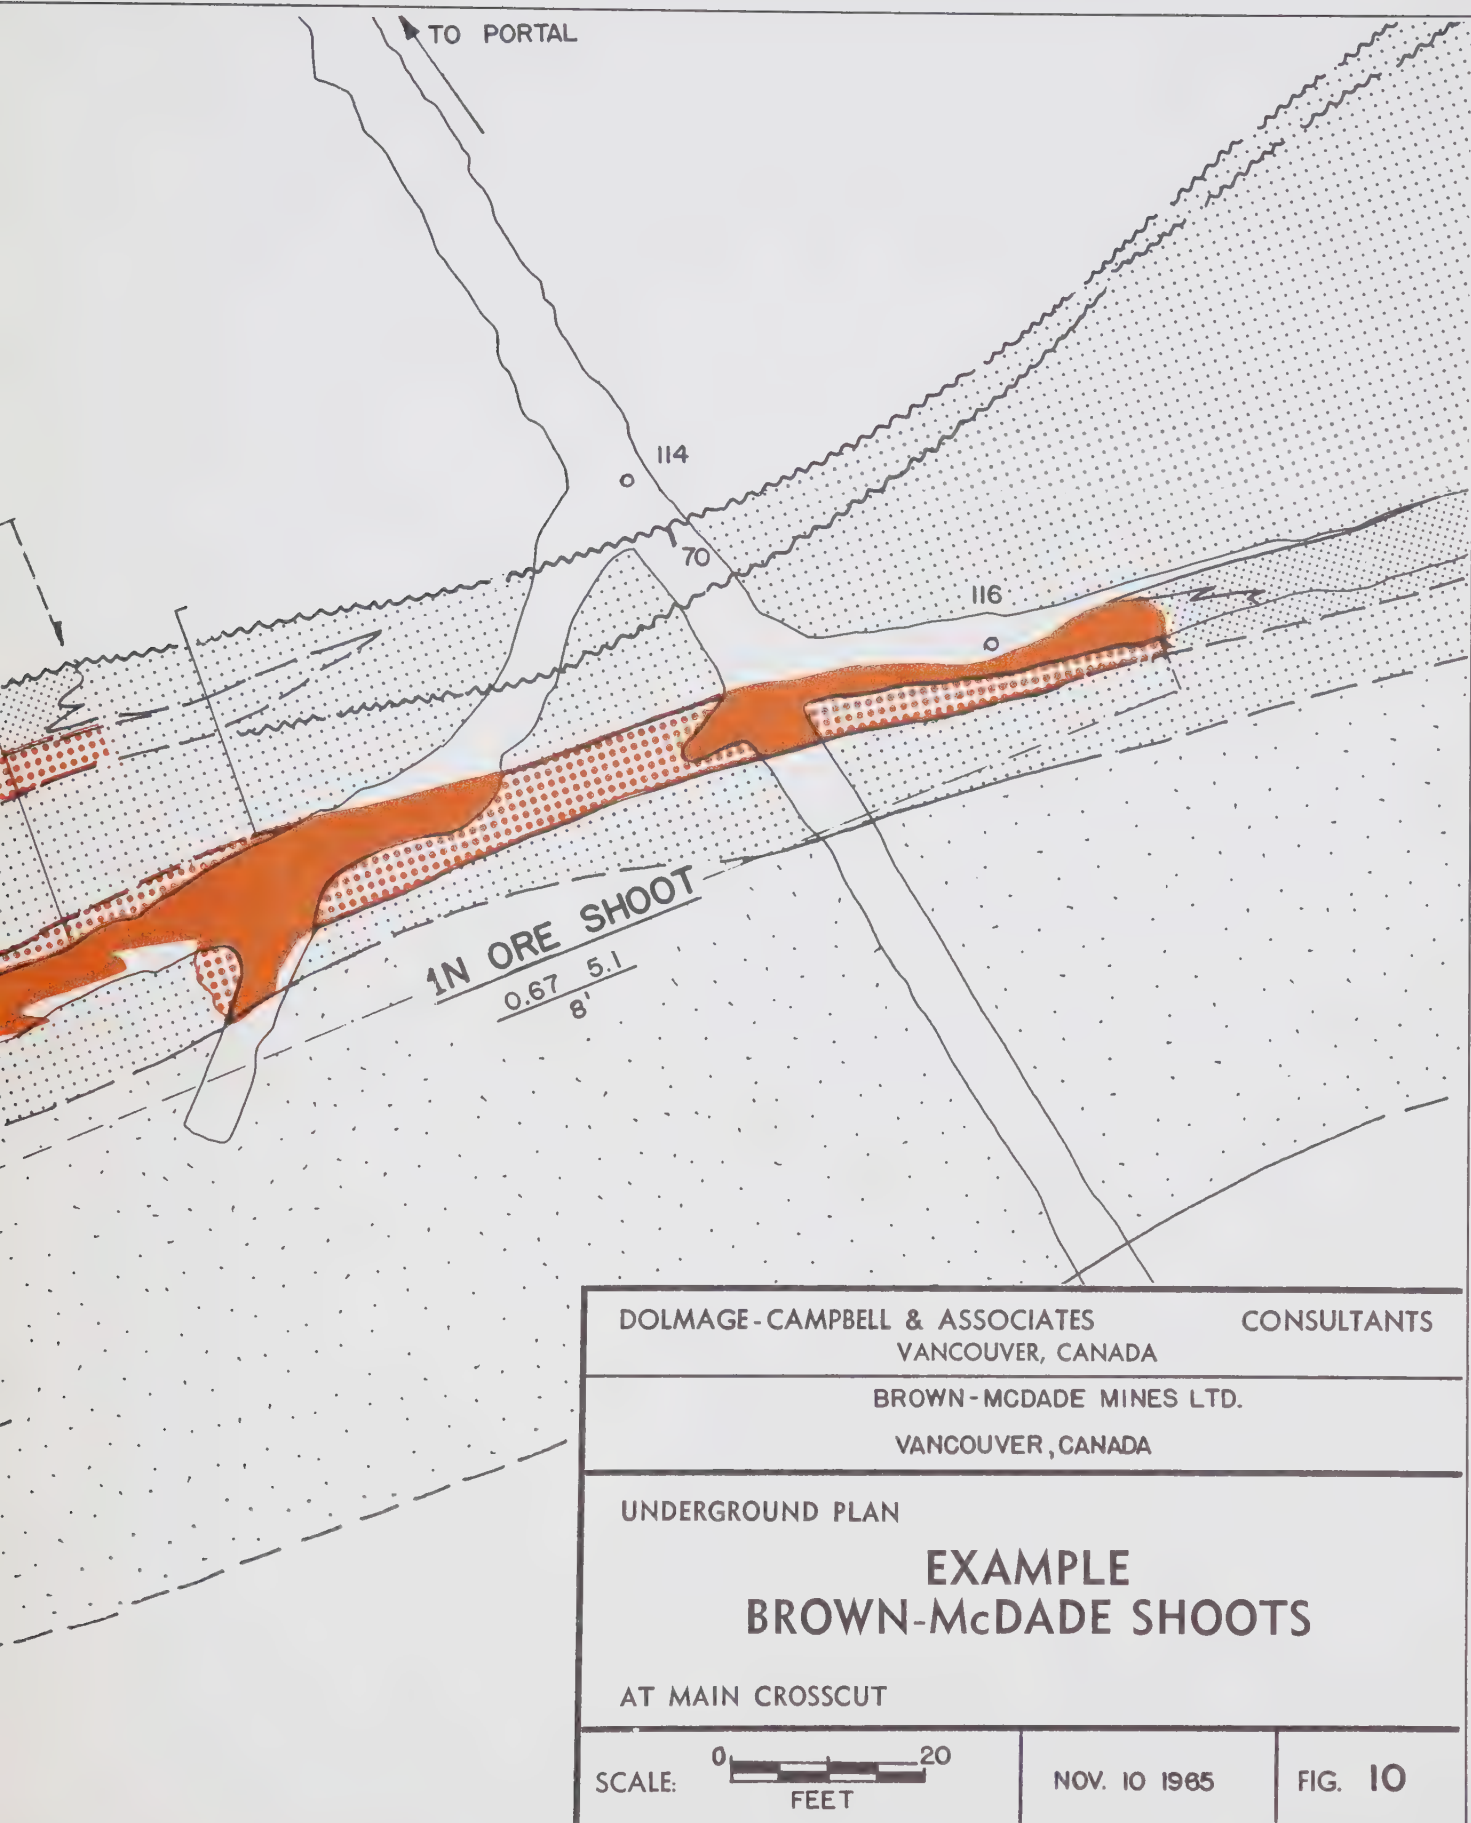 TO PORTAL
114
70
116
1N ORE SHOOT
0.67 5.1
8'
DOLMAGE-CAMPBELL & ASSOCIATES CONSULTANTS
VANCOUVER, CANADA
BROWN-MCDADE MINES LTD.
VANCOUVER, CANADA
UNDERGROUND PLAN
EXAMPLE
BROWN-McDADE SHOOTS
AT MAIN CROSSCUT
SCALE: 0 20
FEET
NOV. 10 1965
FIG. 10